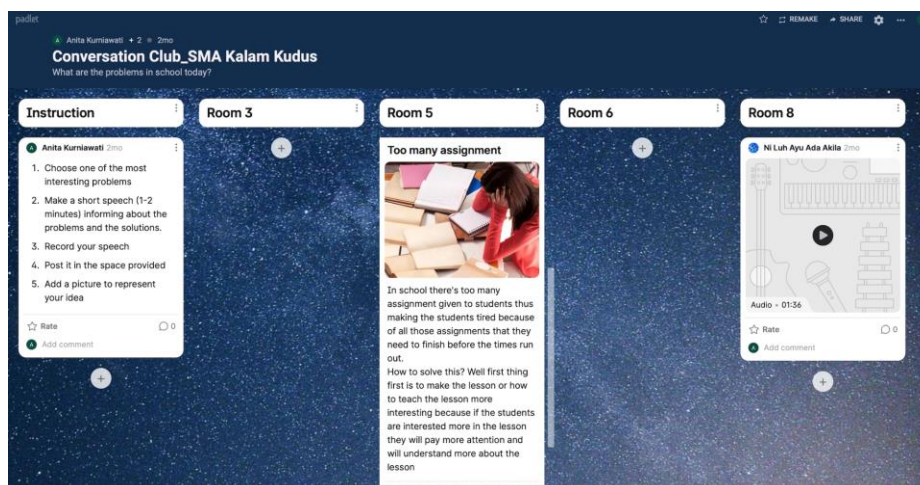 padlet
REMAKE
SHARE
A Anita Kurniawati + 2 2mo
Conversation Club_SMA Kalam Kudus
What are the problems in school today?
Instruction
A Anita Kurniawati 2mo
1. Choose one of the most
interesting problems
2. Make a short speech (1-2
minutes) informing about the
problems and the solutions.
3. Record your speech
4. Post it in the space provided
5. Add a picture to represent
your idea
Rate 0
A Add comment
Room 3
Room 5
Too many assignment
In school there's too many
assignment given to students thus
making the students tired because
of all those assignments that they
need to finish before the times run
out.
How to solve this? Well first thing
first is to make the lesson or how
to teach the lesson more
interesting because if the students
are interested more in the lesson
they will pay more attention and
will understand more about the
lesson
Room 6
Room 8
Ni Luh Ayu Ada Akila 2mo
Audio - 01:36
Rate 0
A Add comment